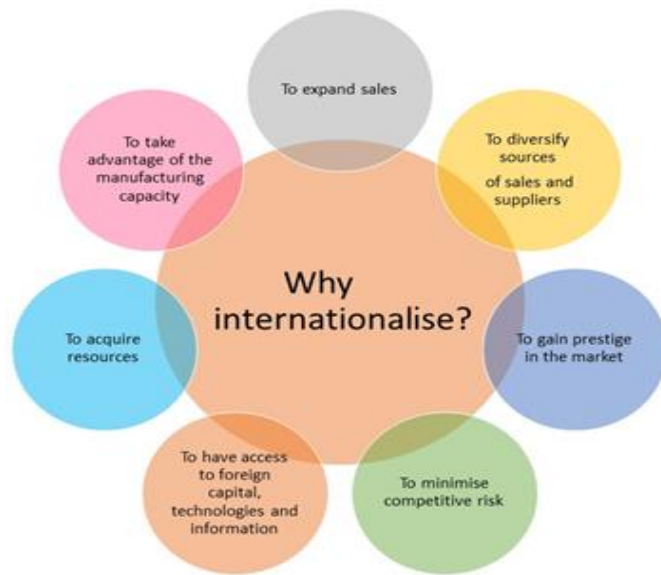 To expand sales
To diversify
sources
of sales and
suppliers
To gain prestige
in the market
To minimise
competitive risk
To have access
to foreign
capital,
technologies and
information
To acquire
resources
To take
advantage of the
manufacturing
capacity
Why
internationalise?